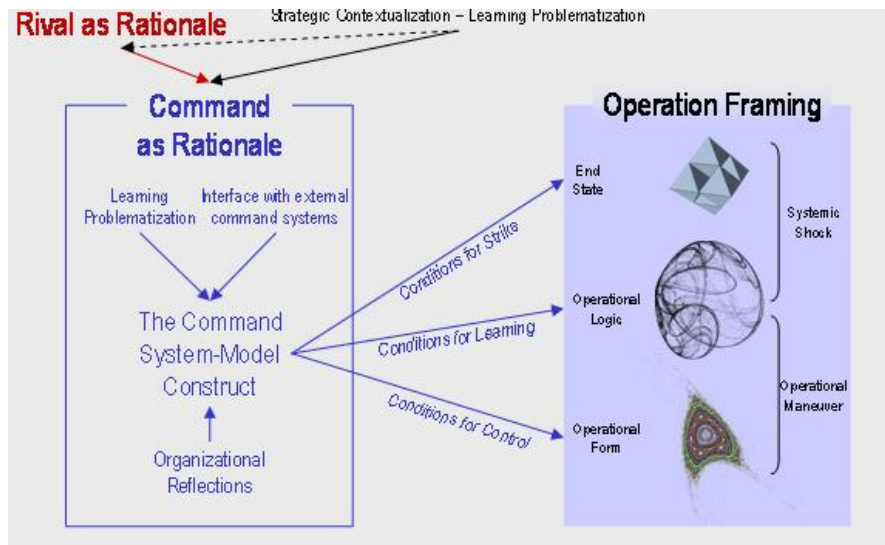 Strategic Contextualization – Learning Problematization
Rival as Rationale
Command
as Rationale
Learning
Problematization
Interface with external
command systems
The Command
System-Model
Construct
Organizational
Reflections
Conditions for Strike
Conditions for Learning
Conditions for Control
Operation Framing
End
State
Systemic
Shock
Operational
Logic
Operational
Maneuver
Operational
Form